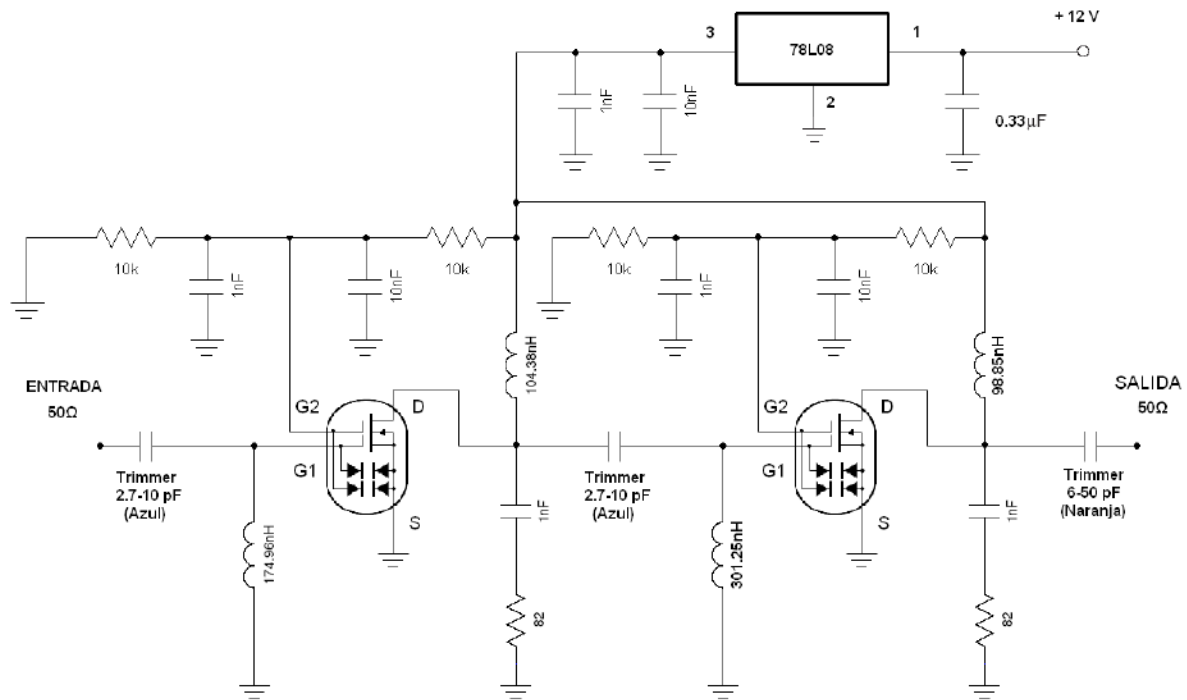 + 12 V
3
78L08
1
2
1nF
10nF
0.33µF
10k
1nF
10nF
10k
10k
1nF
10nF
10k
104.38nH
98.85nH
ENTRADA
50Ω
SALIDA
50Ω
G2
D
G1
S
G2
D
G1
S
Trimmer
2.7-10 pF
(Azul)
Trimmer
2.7-10 pF
(Azul)
Trimmer
6-50 pF
(Naranja)
174.96nH
1nF
82
301.25nH
1nF
82